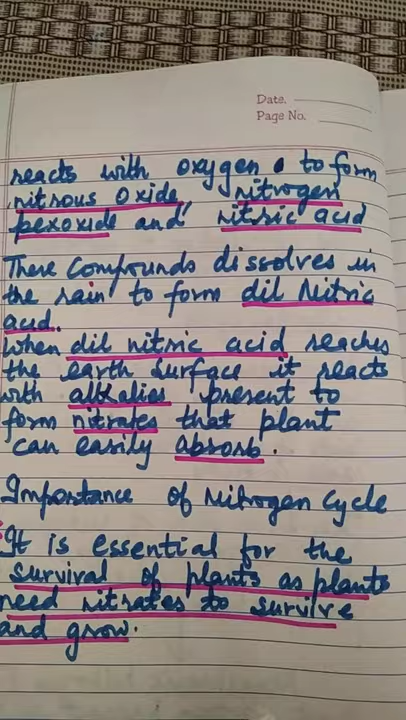 Date.
Page No.
reacts with oxygen to form
nitrous oxide, nitrogen
pexoxide and nitric acid
These Compounds dissolves in
the rain to form dil Nitric
acid.
when dil nitric acid reaches
the earth surface it reacts
with alkalies present to
form nitrates that plant
can easily absorb.
Importance of Nitrogen Cycle
It is essential for the
survival of plants as plants
need nitrates to survive
and grow.